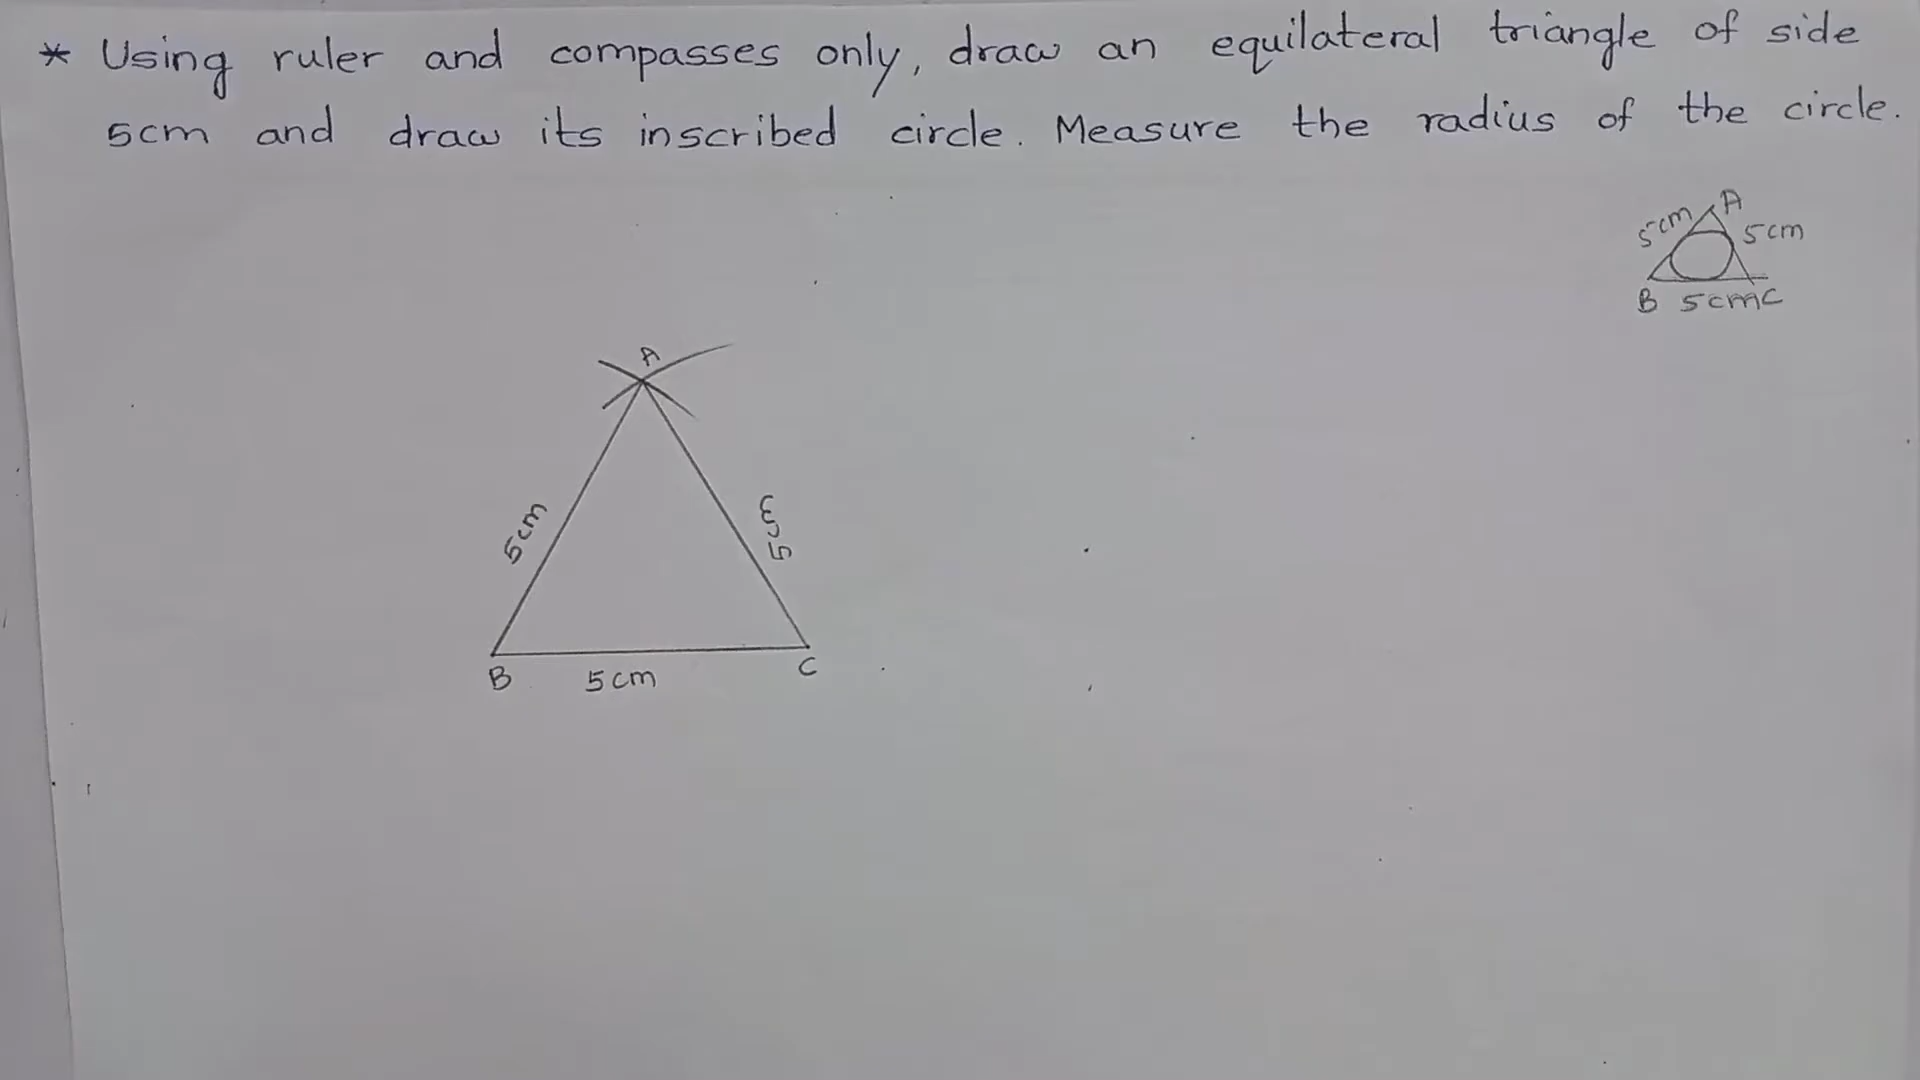 * Using ruler and compasses only, draw an equilateral triangle of side
5cm and draw its inscribed circle. Measure the radius of the circle.
A
5cm 5cm
B 5cm C
A
5cm 5cm
B 5cm C